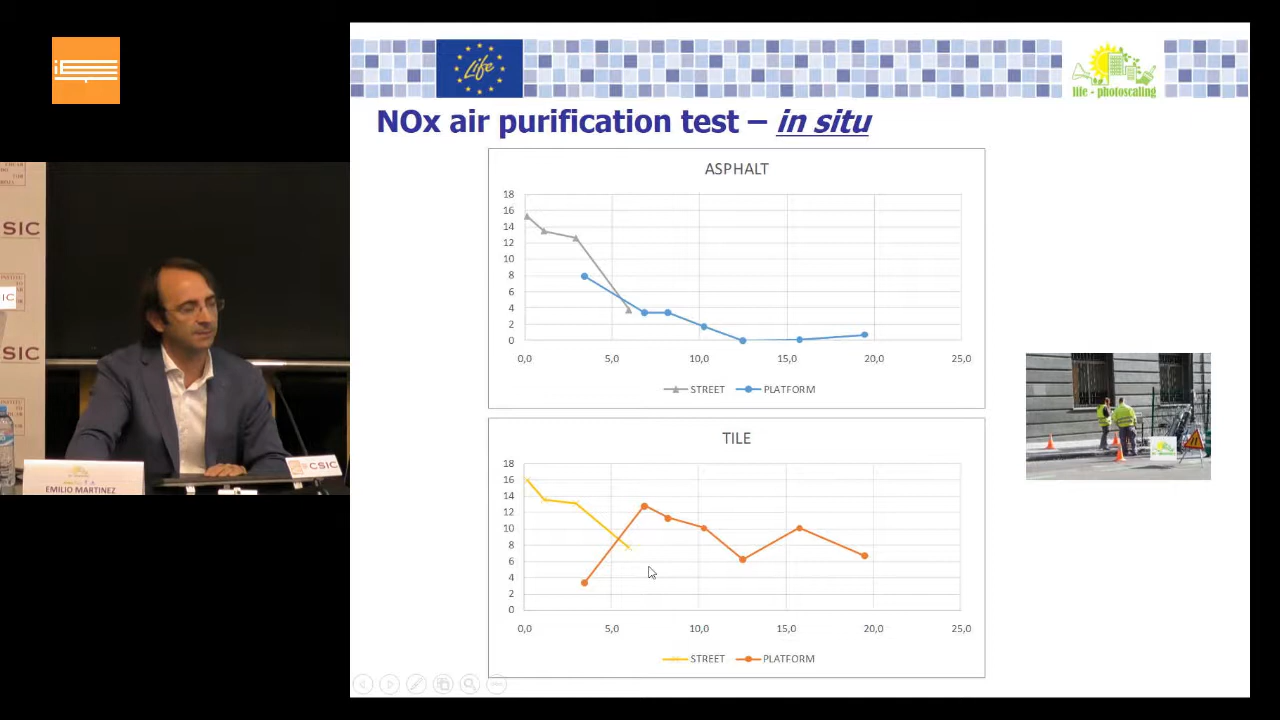 Life
life - photoscaling
NOx air purification test – in situ
ASPHALT
18
16
14
12
10
8
6
4
2
0
0,0 5,0 10,0 15,0 20,0 25,0
STREET PLATFORM
TILE
18
16
14
12
10
8
6
4
2
0
0,0 5,0 10,0 15,0 20,0 25,0
STREET PLATFORM
CSIC
SIC
IC
SIC
CSIC
EMILIO MARTINEZ